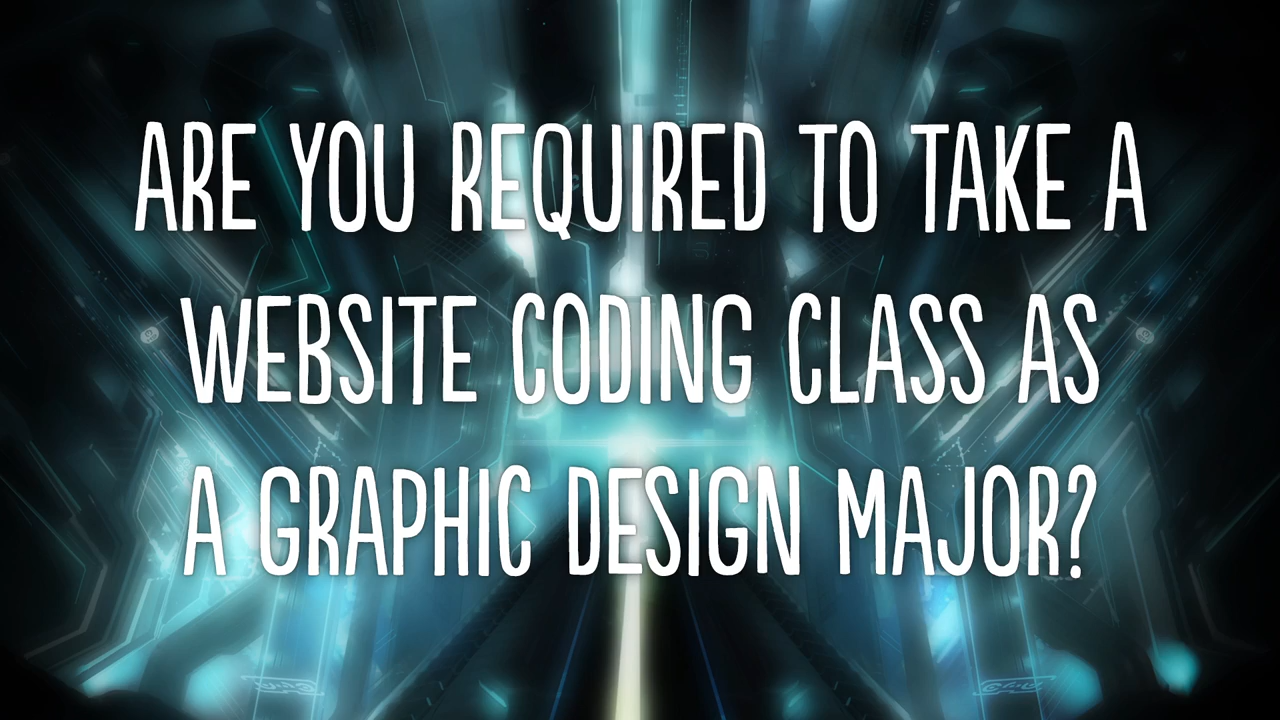 ARE YOU REQUIRED TO TAKE A
WEBSITE CODING CLASS AS
A GRAPHIC DESIGN MAJOR?